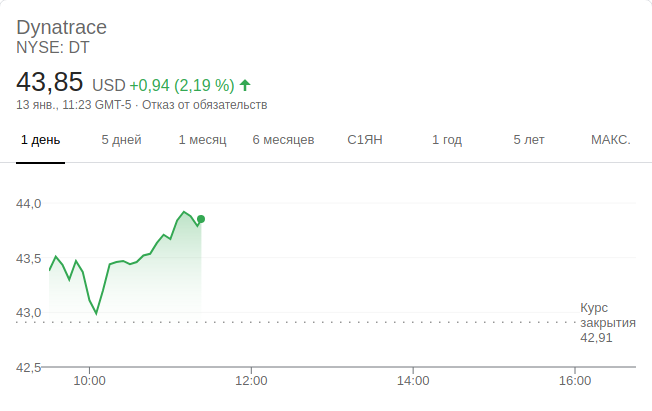 Dynatrace
NYSE: DT
43,85 USD +0,94 (2,19 %)
13 янв., 11:23 GMT-5 · Отказ от обязательств
1 день 5 дней 1 месяц 6 месяцев С1ЯН 1 год 5 лет МАКС.
44,0
43,5
43,0
Курс
закрытия
42,91
42,5
10:00 12:00 14:00 16:00